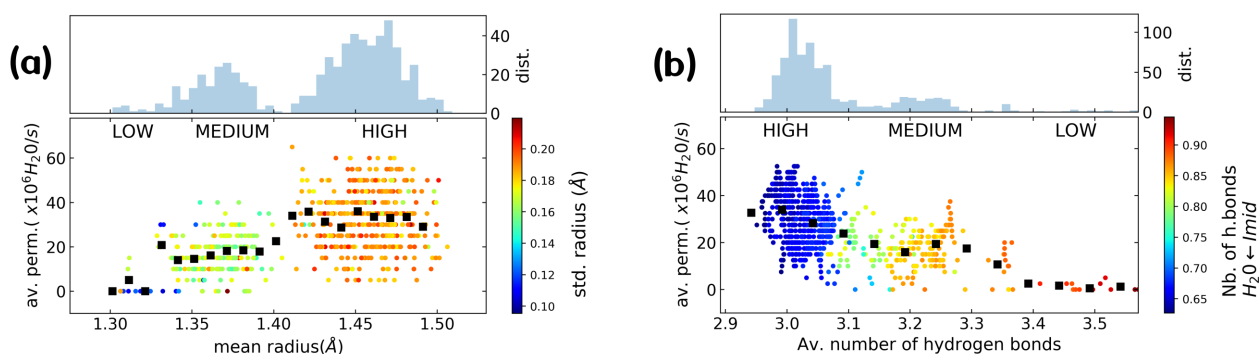 (a)
40
20
0
dist.
LOW MEDIUM HIGH
60
40
20
0
av. perm.( x10⁶H₂0/s)
1.30 1.35 1.40 1.45 1.50
mean radius(Å)
0.20
0.18
0.16
0.14
0.12
0.10
std. radius (Å)
(b)
100
50
0
dist.
HIGH MEDIUM LOW
60
40
20
0
av. perm.( x10⁶H₂0/s)
2.9 3.0 3.1 3.2 3.3 3.4 3.5
Av. number of hydrogen bonds
0.90
0.85
0.80
0.75
0.70
0.65
Nb. of h.bonds
H₂0 ← Imid